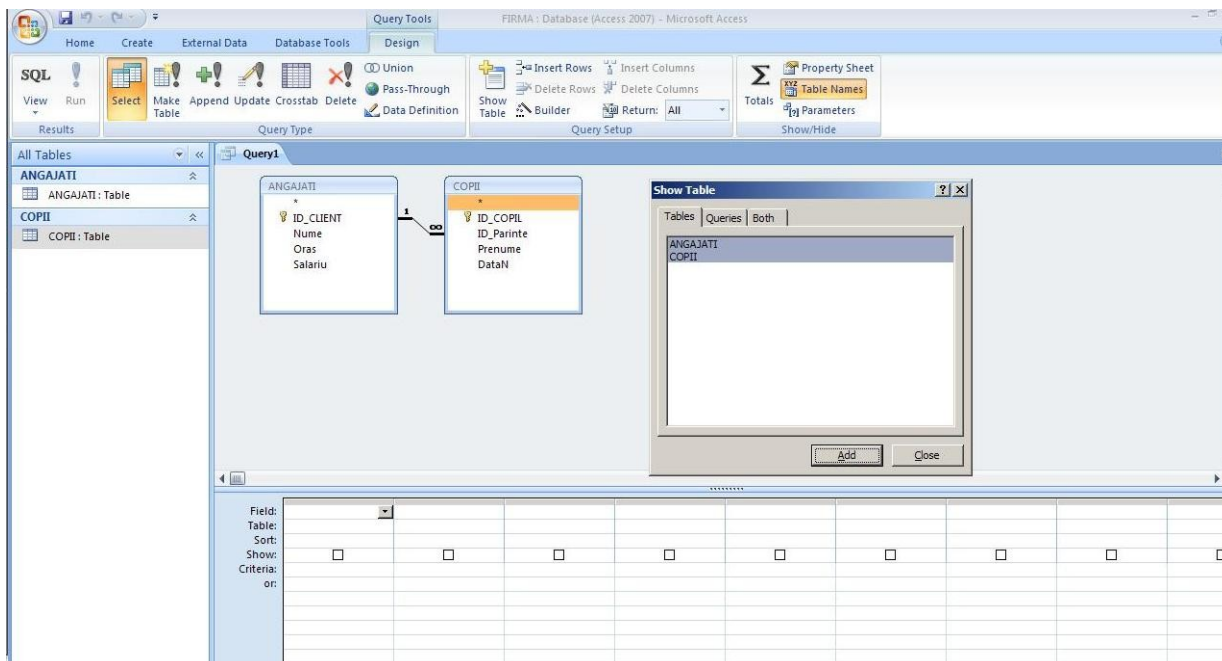 Query Tools
FIRMA : Database (Access 2007) - Microsoft Access
Home Create External Data Database Tools Design
SQL
View
Run
Results
Select
Make Table
Append
Update
Crosstab
Delete
Union
Pass-Through
Data Definition
Query Type
Show Table
Insert Rows
Delete Rows
Builder
Insert Columns
Delete Columns
Return: All
Query Setup
Σ
Totals
Property Sheet
XYZ Table Names
[?] Parameters
Show/Hide
All Tables «
ANGAJATI
ANGAJATI : Table
COPII
COPII : Table
Query1
ANGAJATI
*
ID_CLIENT
Nume
Oras
Salariu
1
∞
COPII
*
ID_COPIL
ID_Parinte
Prenume
DataN
Show Table
Tables Queries Both
ANGAJATI
COPII
Add Close
Field:
Table:
Sort:
Show:
Criteria:
or: